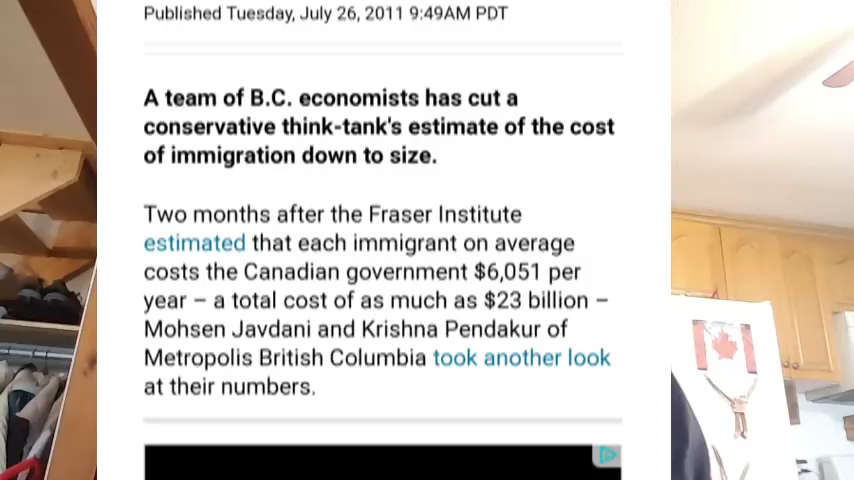 Published Tuesday, July 26, 2011 9:49AM PDT
A team of B.C. economists has cut a
conservative think-tank's estimate of the cost
of immigration down to size.
Two months after the Fraser Institute
estimated that each immigrant on average
costs the Canadian government $6,051 per
year – a total cost of as much as $23 billion –
Mohsen Javdani and Krishna Pendakur of
Metropolis British Columbia took another look
at their numbers.